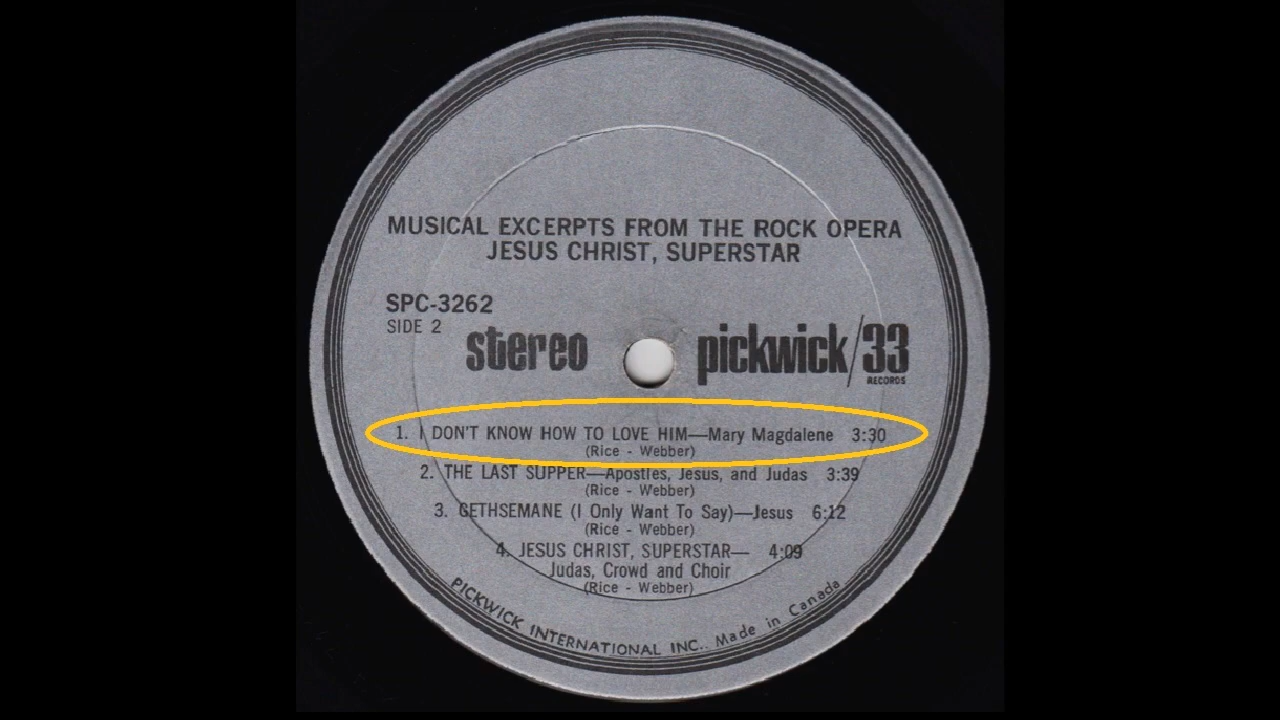 MUSICAL EXCERPTS FROM THE ROCK OPERA
JESUS CHRIST, SUPERSTAR
SPC-3262
SIDE 2
stereo
pickwick/33
RECORDS
1. I DON'T KNOW HOW TO LOVE HIM—Mary Magdalene 3:30
(Rice - Webber)
2. THE LAST SUPPER—Apostles, Jesus, and Judas 3:39
(Rice - Webber)
3. GETHSEMANE (I Only Want To Say)—Jesus 6:12
(Rice - Webber)
4. JESUS CHRIST, SUPERSTAR— 4:09
Judas, Crowd and Choir
(Rice - Webber)
PICKWICK INTERNATIONAL INC.. Made in Canada